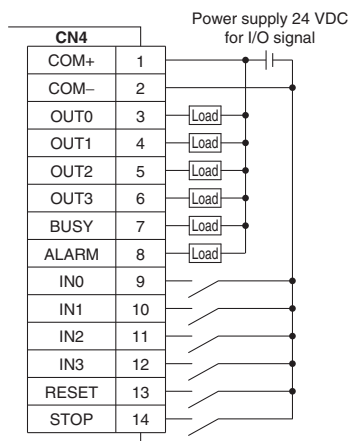 Power supply 24 VDC
for I/O signal
CN4
COM+ 1
COM– 2
OUT0 3 Load
OUT1 4 Load
OUT2 5 Load
OUT3 6 Load
BUSY 7 Load
ALARM 8 Load
IN0 9
IN1 10
IN2 11
IN3 12
RESET 13
STOP 14